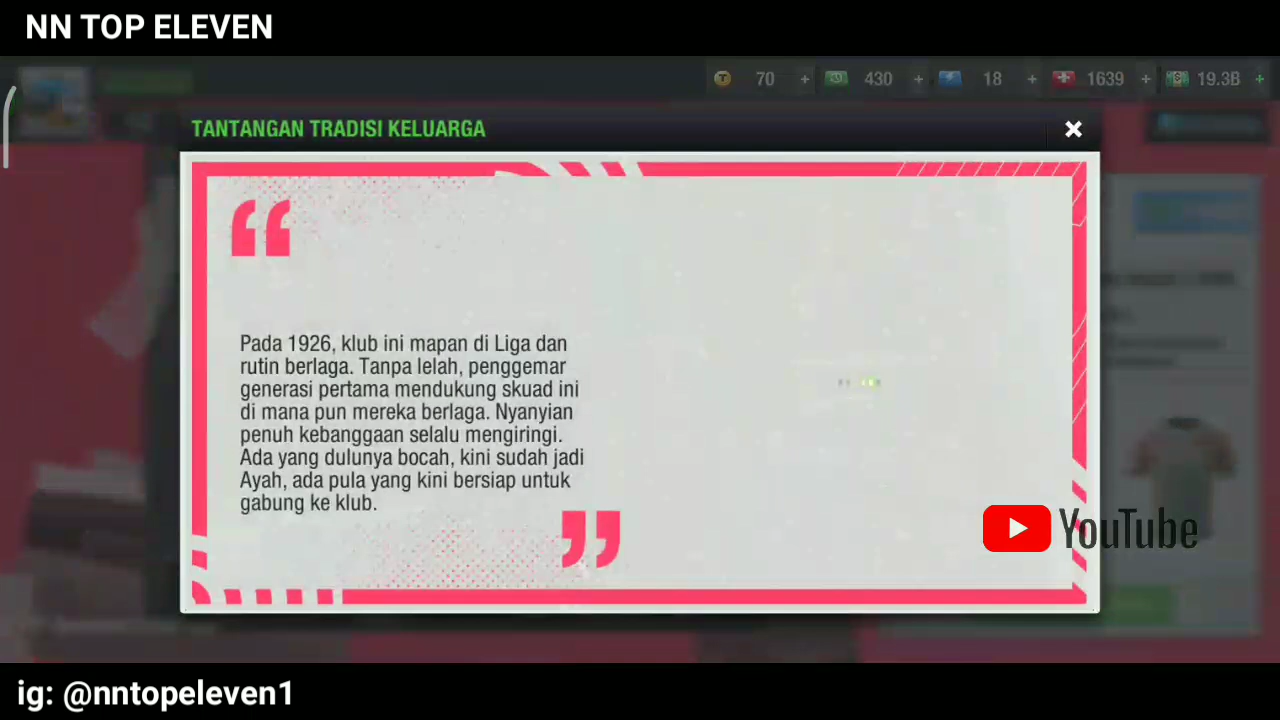 NN TOP ELEVEN
70 + 430 + 18 + 1639 + 19.3B +
TANTANGAN TRADISI KELUARGA
“
Pada 1926, klub ini mapan di Liga dan
rutin berlaga. Tanpa lelah, penggemar
generasi pertama mendukung skuad ini
di mana pun mereka berlaga. Nyanyian
penuh kebanggaan selalu mengiringi.
Ada yang dulunya bocah, kini sudah jadi
Ayah, ada pula yang kini bersiap untuk
gabung ke klub.
”
YouTube
ig: @nntopeleven1